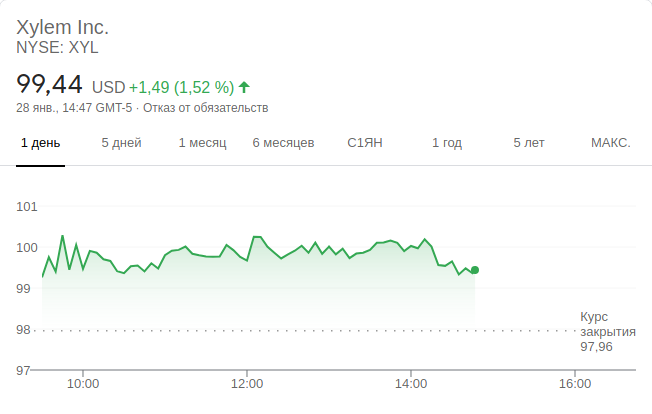 Xylem Inc.
NYSE: XYL
99,44 USD +1,49 (1,52 %)
28 янв., 14:47 GMT-5 · Отказ от обязательств
1 день 5 дней 1 месяц 6 месяцев С1ЯН 1 год 5 лет МАКС.
101
100
99
98
97
Курс
закрытия
97,96
10:00 12:00 14:00 16:00